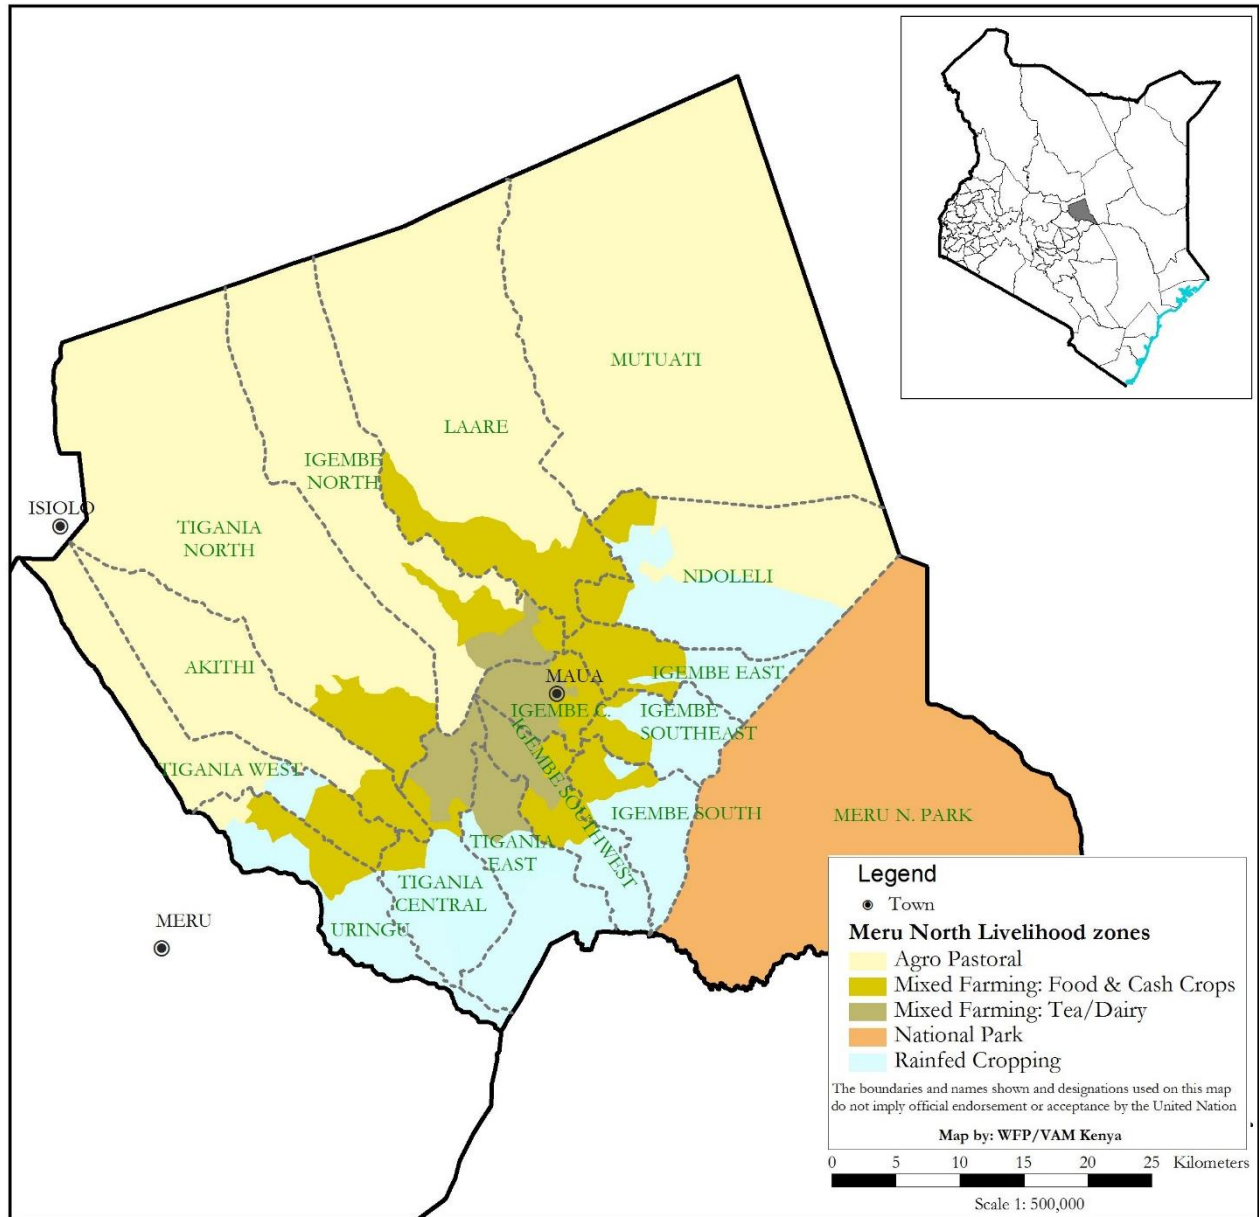 MUTUATI
LAARE
IGEMBE
NORTH
ISIOLO
TIGANIA
NORTH
NDOLELI
AKITHI
IGEMBE EAST
MAUA
IGEMBE C.
IGEMBE
SOUTHEAST
IGEMBE SOUTHWEST
TIGANIA WEST
IGEMBE SOUTH
MERU N. PARK
TIGANIA
EAST
TIGANIA
CENTRAL
MERU
URINGU
Legend
Town
Meru North Livelihood zones
Agro Pastoral
Mixed Farming: Food & Cash Crops
Mixed Farming: Tea/Dairy
National Park
Rainfed Cropping
The boundaries and names shown and designations used on this map
do not imply official endorsement or acceptance by the United Nation
Map by: WFP/VAM Kenya
0 5 10 15 20 25 Kilometers
Scale 1: 500,000